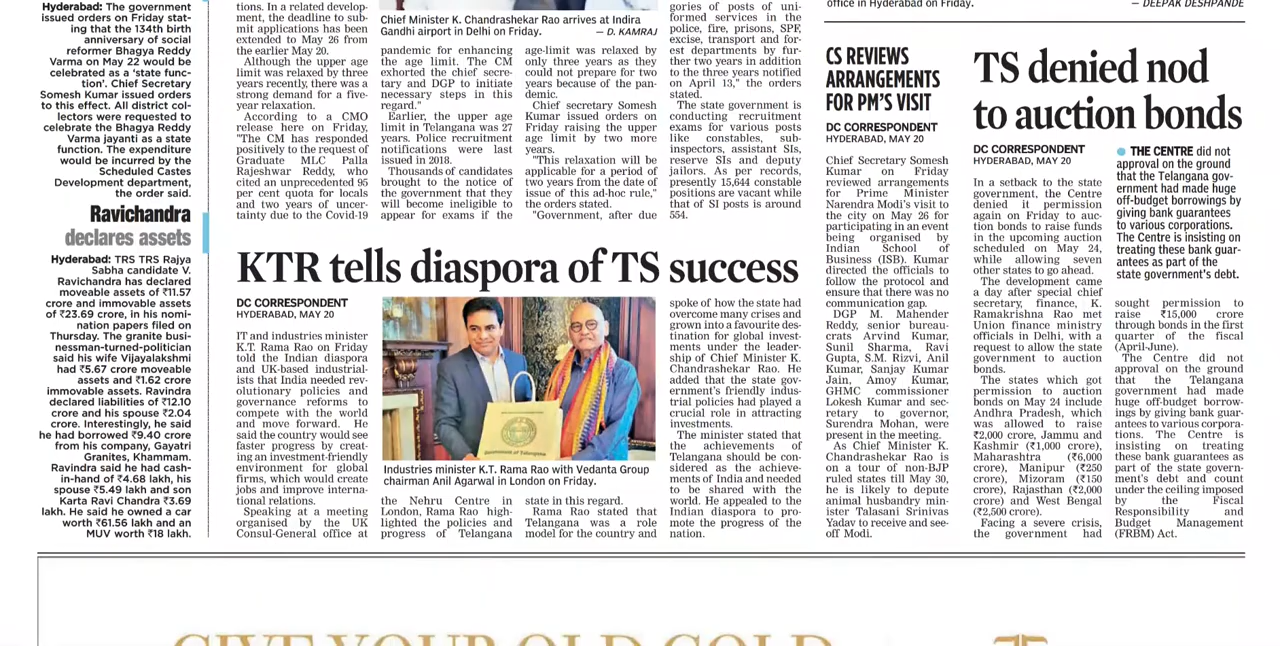 Hyderabad: The government
issued orders on Friday stat-
ing that the 134th birth
anniversary of social
reformer Bhagya Reddy
Varma on May 22 would be
celebrated as a ‘state func-
tion’. Chief Secretary
Somesh Kumar issued orders
to this effect. All district col-
lectors were requested to
celebrate the Bhagya Reddy
Varma jayanti as a state
function. The expenditure
would be incurred by the
Scheduled Castes
Development department,
the order said.
Ravichandra
declares assets
Hyderabad: TRS TRS Rajya
Sabha candidate V.
Ravichandra has declared
moveable assets of ₹11.57
crore and immovable assets
of ₹23.69 crore, in his nomi-
nation papers filed on
Thursday. The granite busi-
nessman-turned-politician
said his wife Vijayalakshmi
had ₹5.67 crore moveable
assets and ₹1.62 crore
immovable assets. Ravindra
declared liabilities of ₹12.10
crore and his spouse ₹2.04
crore. Interestingly, he said
he had borrowed ₹9.40 crore
from his company, Gayatri
Granites, Khammam.
Ravindra said he had cash-
in-hand of ₹4.68 lakh, his
spouse ₹5.49 lakh and son
Karta Ravi Chandra ₹3.69
lakh. He said he owned a car
worth ₹61.56 lakh and an
MUV worth ₹18 lakh.
tions. In a related develop-
ment, the deadline to sub-
mit applications has been
extended to May 26 from
the earlier May 20.
Although the upper age
limit was relaxed by three
years recently, there was a
strong demand for a five-
year relaxation.
According to a CMO
release here on Friday,
"The CM has responded
positively to the request of
Graduate MLC Palla
Rajeshwar Reddy, who
cited an unprecedented 95
per cent quota for locals
and two years of uncer-
tainty due to the Covid-19
Chief Minister K. Chandrashekar Rao arrives at Indira
Gandhi airport in Delhi on Friday. — D. KAMRAJ
pandemic for enhancing
the age limit. The CM
exhorted the chief secre-
tary and DGP to initiate
necessary steps in this
regard."
Earlier, the upper age
limit in Telangana was 27
years. Police recruitment
notifications were last
issued in 2018.
Thousands of candidates
brought to the notice of
the government that they
will become ineligible to
appear for exams if the
age-limit was relaxed by
only three years as they
could not prepare for two
years because of the pan-
demic.
Chief secretary Somesh
Kumar issued orders on
Friday raising the upper
age limit by two more
years.
"This relaxation will be
applicable for a period of
two years from the date of
issue of this ad-hoc rule,"
the orders stated.
"Government, after due
gories of posts of uni-
formed services in the
police, fire, prisons, SPF,
excise, transport and for-
est departments by fur-
ther two years in addition
to the three years notified
on April 13," the orders
stated.
The state government is
conducting recruitment
exams for various posts
like constables, sub-
inspectors, assistant SIs,
reserve SIs and deputy
jailors. As per records,
presently 15,644 constable
positions are vacant while
that of SI posts is around
554.
KTR tells diaspora of TS success
DC CORRESPONDENT
HYDERABAD, MAY 20
IT and industries minister
K.T. Rama Rao on Friday
told the Indian diaspora
and UK-based industrial-
ists that India needed rev-
olutionary policies and
governance reforms to
compete with the world
and move forward. He
said the country would see
faster progress by creat-
ing an investment-friendly
environment for global
firms, which would create
jobs and improve interna-
tional relations.
Speaking at a meeting
organised by the UK
Consul-General office at
Industries minister K.T. Rama Rao with Vedanta Group
chairman Anil Agarwal in London on Friday.
the Nehru Centre in
London, Rama Rao high-
lighted the policies and
progress of Telangana
state in this regard.
Rama Rao stated that
Telangana was a role
model for the country and
spoke of how the state had
overcome many crises and
grown into a favourite des-
tination for global invest-
ments under the leader-
ship of Chief Minister K.
Chandrashekar Rao. He
added that the state gov-
ernment's friendly indus-
trial policies had played a
crucial role in attracting
investments.
The minister stated that
the achievements of
Telangana should be con-
sidered as the achieve-
ments of India and needed
to be shared with the
world. He appealed to the
Indian diaspora to pro-
mote the progress of the
nation.
office in Hyderabad on Friday. — DEEPAK DESHPANDE
CS REVIEWS
ARRANGEMENTS
FOR PM'S VISIT
DC CORRESPONDENT
HYDERABAD, MAY 20
Chief Secretary Somesh
Kumar on Friday
reviewed arrangements
for Prime Minister
Narendra Modi's visit to
the city on May 26 for
participating in an event
being organised by
Indian School of
Business (ISB). Kumar
directed the officials to
follow the protocol and
ensure that there was no
communication gap.
DGP M. Mahender
Reddy, senior bureau-
crats Arvind Kumar,
Sunil Sharma, Ravi
Gupta, S.M. Rizvi, Anil
Kumar, Sanjay Kumar
Jain, Amoy Kumar,
GHMC commissioner
Lokesh Kumar and sec-
retary to governor,
Surendra Mohan, were
present in the meeting.
As Chief Minister K.
Chandrashekar Rao is
on a tour of non-BJP
ruled states till May 30,
he is likely to depute
animal husbandry min-
ister Talasani Srinivas
Yadav to receive and see-
off Modi.
TS denied nod
to auction bonds
DC CORRESPONDENT
HYDERABAD, MAY 20
In a setback to the state
government, the Centre
denied it permission
again on Friday to auc-
tion bonds to raise funds
in the upcoming auction
scheduled on May 24,
while allowing seven
other states to go ahead.
The development came
a day after special chief
secretary, finance, K.
Ramakrishna Rao met
Union finance ministry
officials in Delhi, with a
request to allow the state
government to auction
bonds.
The states which got
permission to auction
bonds on May 24 include
Andhra Pradesh, which
was allowed to raise
₹2,000 crore, Jammu and
Kashmir (₹1,000 crore),
Maharashtra (₹6,000
crore), Manipur (₹250
crore), Mizoram (₹150
crore), Rajasthan (₹2,000
crore) and West Bengal
(₹2,500 crore).
Facing a severe crisis,
the government had
● THE CENTRE did not
approval on the ground
that the Telangana gov-
ernment had made huge
off-budget borrowings by
giving bank guarantees
to various corporations.
The Centre is insisting on
treating these bank guar-
antees as part of the
state government's debt.
sought permission to
raise ₹15,000 crore
through bonds in the first
quarter of the fiscal
(April-June).
The Centre did not
approval on the ground
that the Telangana
government had made
huge off-budget borrow-
ings by giving bank guar-
antees to various corpora-
tions. The Centre is
insisting on treating
these bank guarantees as
part of the state govern-
ment's debt and count
under the ceiling imposed
by the Fiscal
Responsibility and
Budget Management
(FRBM) Act.
GIVE YOUR OLD GOLD